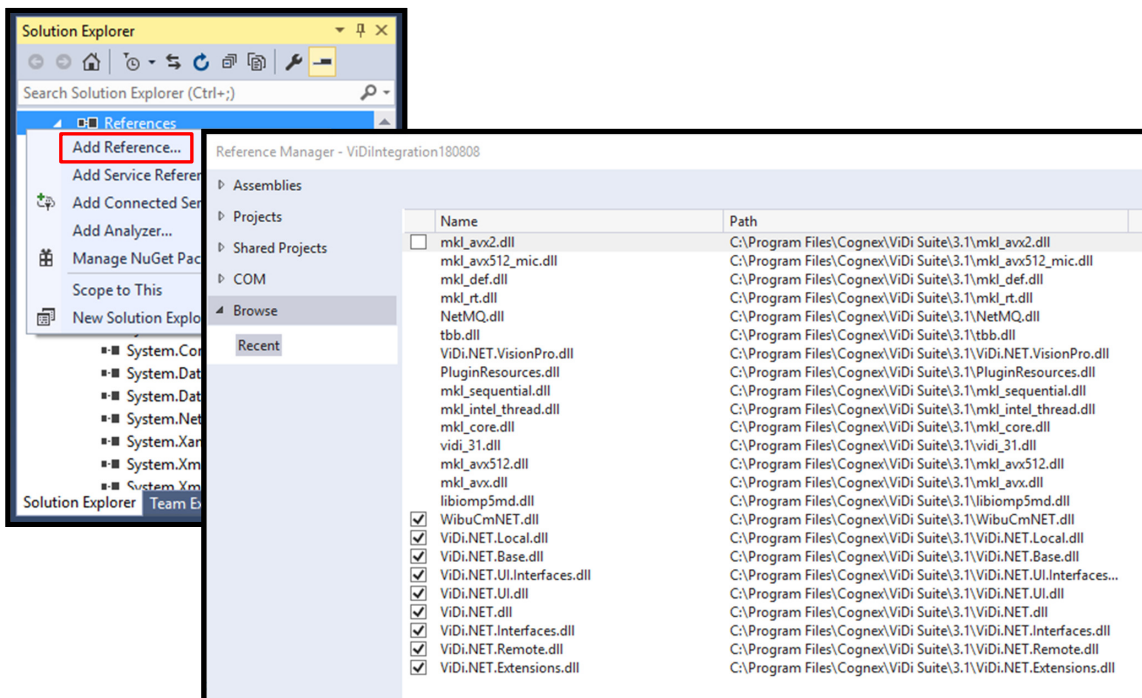 Solution Explorer
Search Solution Explorer (Ctrl+;)
References
Add Reference...
Add Service Referer
Add Connected Ser
Add Analyzer...
Manage NuGet Pac
Scope to This
New Solution Explo
System.Cor
System.Dat
System.Dat
System.Net
System.Xar
System.Xm
System.Xm
Solution Explorer Team Ex
Reference Manager - ViDiIntegration180808
Assemblies
Projects
Shared Projects
COM
Browse
Recent
Name Path
mkl_avx2.dll C:\Program Files\Cognex\ViDi Suite\3.1\mkl_avx2.dll
mkl_avx512_mic.dll C:\Program Files\Cognex\ViDi Suite\3.1\mkl_avx512_mic.dll
mkl_def.dll C:\Program Files\Cognex\ViDi Suite\3.1\mkl_def.dll
mkl_rt.dll C:\Program Files\Cognex\ViDi Suite\3.1\mkl_rt.dll
NetMQ.dll C:\Program Files\Cognex\ViDi Suite\3.1\NetMQ.dll
tbb.dll C:\Program Files\Cognex\ViDi Suite\3.1\tbb.dll
ViDi.NET.VisionPro.dll C:\Program Files\Cognex\ViDi Suite\3.1\ViDi.NET.VisionPro.dll
PluginResources.dll C:\Program Files\Cognex\ViDi Suite\3.1\PluginResources.dll
mkl_sequential.dll C:\Program Files\Cognex\ViDi Suite\3.1\mkl_sequential.dll
mkl_intel_thread.dll C:\Program Files\Cognex\ViDi Suite\3.1\mkl_intel_thread.dll
mkl_core.dll C:\Program Files\Cognex\ViDi Suite\3.1\mkl_core.dll
vidi_31.dll C:\Program Files\Cognex\ViDi Suite\3.1\vidi_31.dll
mkl_avx512.dll C:\Program Files\Cognex\ViDi Suite\3.1\mkl_avx512.dll
mkl_avx.dll C:\Program Files\Cognex\ViDi Suite\3.1\mkl_avx.dll
libiomp5md.dll C:\Program Files\Cognex\ViDi Suite\3.1\libiomp5md.dll
WibuCmNET.dll C:\Program Files\Cognex\ViDi Suite\3.1\WibuCmNET.dll
ViDi.NET.Local.dll C:\Program Files\Cognex\ViDi Suite\3.1\ViDi.NET.Local.dll
ViDi.NET.Base.dll C:\Program Files\Cognex\ViDi Suite\3.1\ViDi.NET.Base.dll
ViDi.NET.UI.Interfaces.dll C:\Program Files\Cognex\ViDi Suite\3.1\ViDi.NET.UI.Interfaces...
ViDi.NET.UI.dll C:\Program Files\Cognex\ViDi Suite\3.1\ViDi.NET.UI.dll
ViDi.NET.dll C:\Program Files\Cognex\ViDi Suite\3.1\ViDi.NET.dll
ViDi.NET.Interfaces.dll C:\Program Files\Cognex\ViDi Suite\3.1\ViDi.NET.Interfaces.dll
ViDi.NET.Remote.dll C:\Program Files\Cognex\ViDi Suite\3.1\ViDi.NET.Remote.dll
ViDi.NET.Extensions.dll C:\Program Files\Cognex\ViDi Suite\3.1\ViDi.NET.Extensions.dll